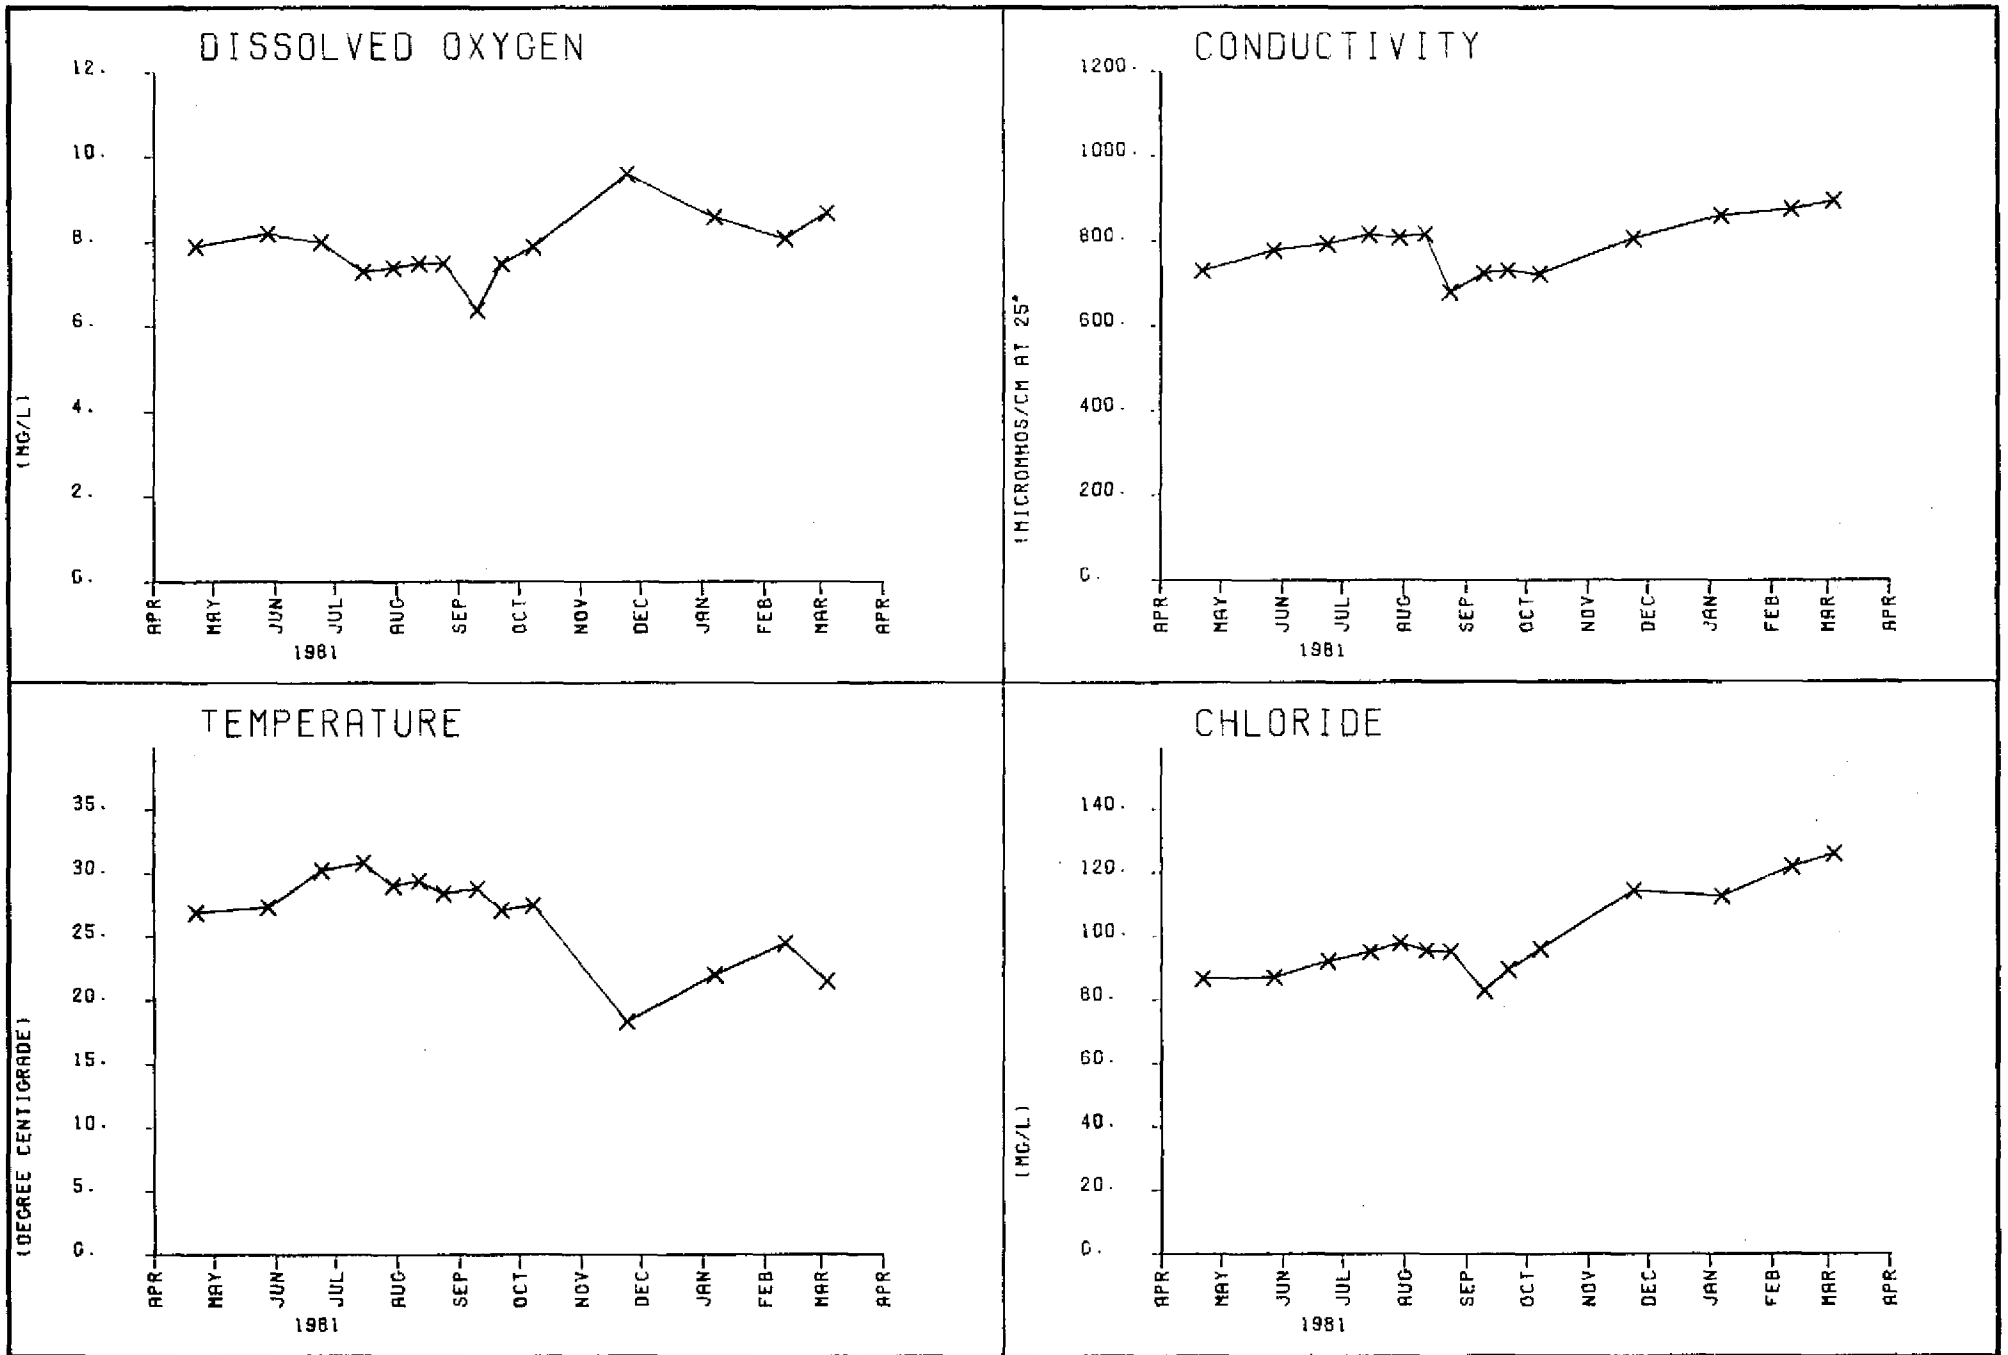 DISSOLVED OXYGEN
12.
10.
8.
6.
4.
2.
0.
(MG/L)
APR MAY JUN JUL AUG SEP OCT NOV DEC JAN FEB MAR APR
1981
CONDUCTIVITY
1200.
1000.
800.
600.
400.
200.
0.
(MICROMHOS/CM AT 25°
APR MAY JUN JUL AUG SEP OCT NOV DEC JAN FEB MAR APR
1981
TEMPERATURE
35.
30.
25.
20.
15.
10.
5.
0.
(DEGREE CENTIGRADE)
APR MAY JUN JUL AUG SEP OCT NOV DEC JAN FEB MAR APR
1981
CHLORIDE
140.
120.
100.
80.
60.
40.
20.
0.
(MG/L)
APR MAY JUN JUL AUG SEP OCT NOV DEC JAN FEB MAR APR
1981